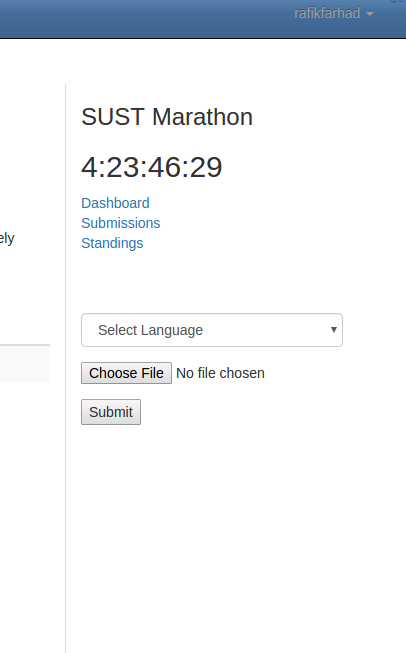 rafikfarhad
SUST Marathon
4:23:46:29
Dashboard
Submissions
Standings
ely
Select Language
Choose File No file chosen
Submit